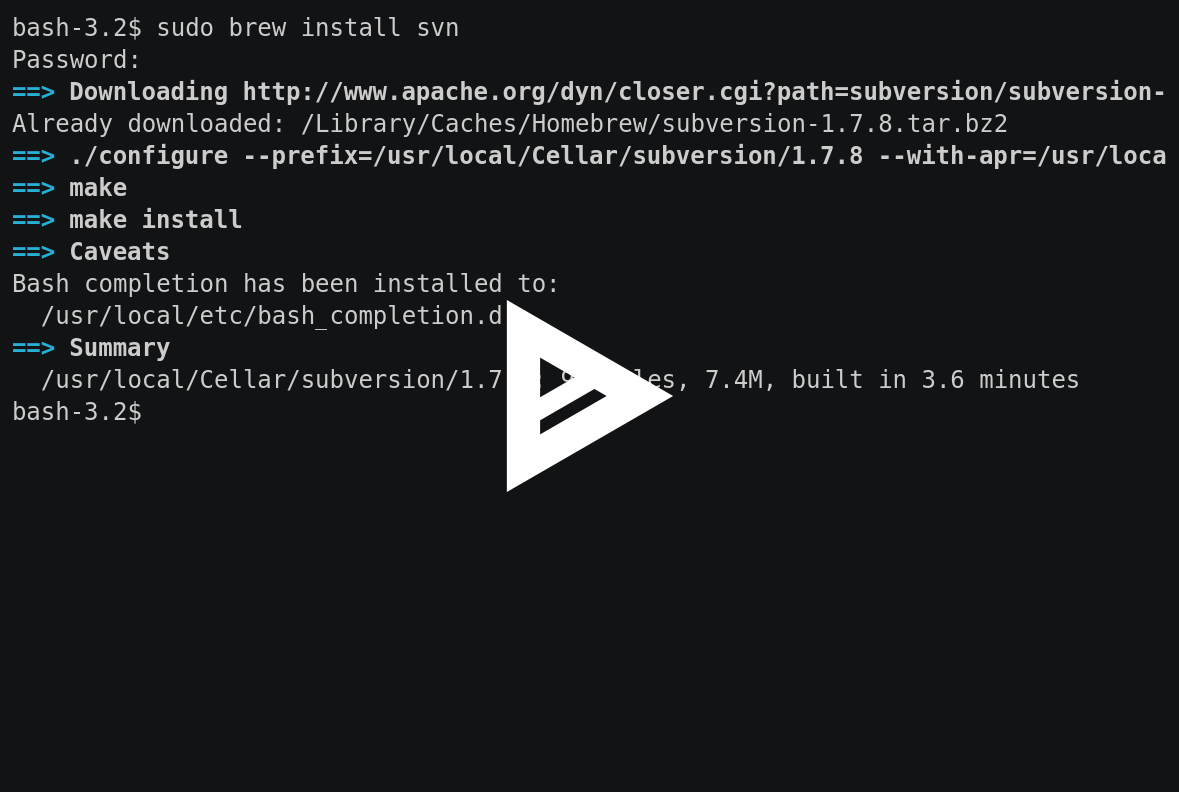 bash-3.2$ sudo brew install svn
Password:
==> Downloading http://www.apache.org/dyn/closer.cgi?path=subversion/subversion-
Already downloaded: /Library/Caches/Homebrew/subversion-1.7.8.tar.bz2
==> ./configure --prefix=/usr/local/Cellar/subversion/1.7.8 --with-apr=/usr/loca
==> make
==> make install
==> Caveats
Bash completion has been installed to:
/usr/local/etc/bash_completion.d
==> Summary
/usr/local/Cellar/subversion/1.7 7.4M, built in 3.6 minutes
bash-3.2$